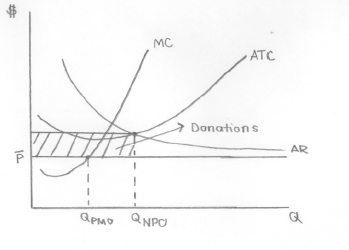 $
MC
ATC
Donations
AR
P̅
Q_PMO Q_NPO Q